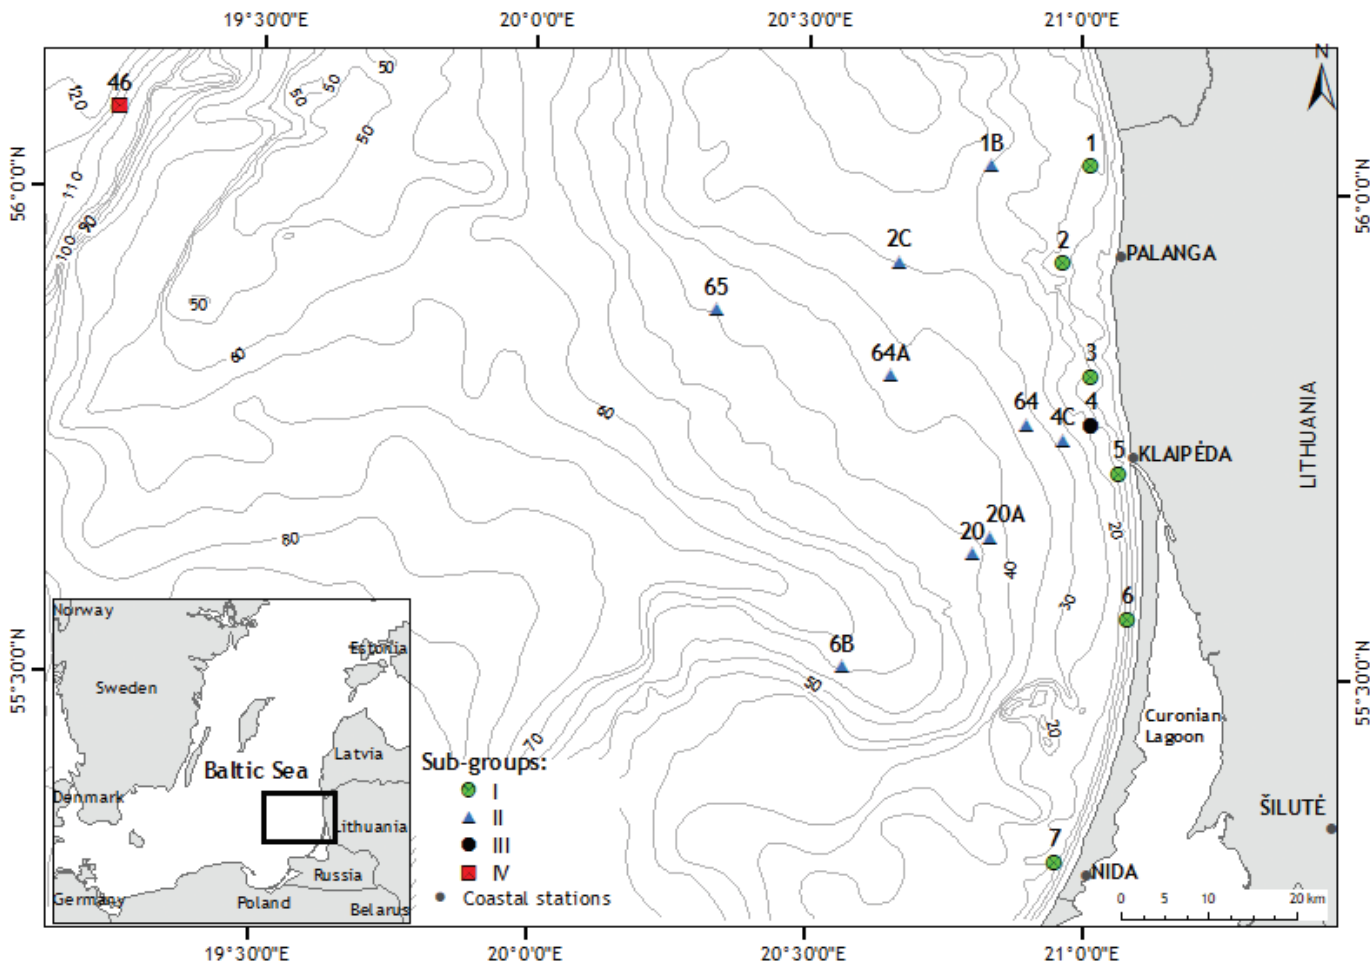 19°30'0"E 20°0'0"E 20°30'0"E 21°0'0"E
N
46
120
50
50
50
50
1B
1
56°0'0"N
56°0'0"N
110
90
100
2C
2
PALANGA
65
50
60
64A
3
60
64
4C
4
5
KLAIPĖDA
LITHUANIA
20
80
20
20A
40
30
6
6B
50
55°30'0"N
55°30'0"N
20
70
Curonian
Lagoon
Norway
Estonia
Sweden
Latvia
Baltic Sea
Denmark
Lithuania
Russia
Germany
Poland
Belarus
Sub-groups:
I
II
III
IV
Coastal stations
ŠILUTĖ
7
NIDA
0 5 10 20 km
19°30'0"E 20°0'0"E 20°30'0"E 21°0'0"E